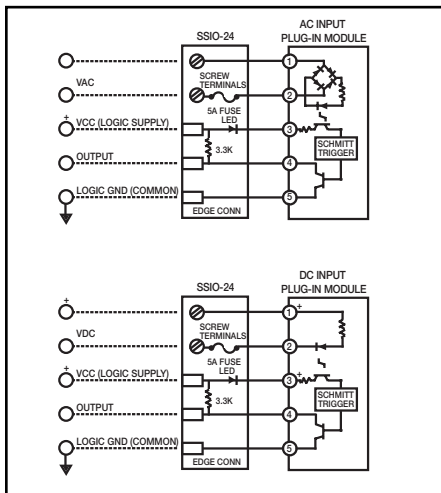 SSIO-24
AC INPUT
PLUG-IN MODULE
1
VAC
SCREW
TERMINALS
2
5A FUSE
LED
+
VCC (LOGIC SUPPLY)
3
3.3K
SCHMITT
TRIGGER
OUTPUT
4
LOGIC GND (COMMON)
5
EDGE CONN
DC INPUT
PLUG-IN MODULE
SSIO-24
+
1
+
VDC
SCREW
TERMINALS
2
5A FUSE
LED
+
VCC (LOGIC SUPPLY)
3
+
3.3K
SCHMITT
TRIGGER
OUTPUT
4
LOGIC GND (COMMON)
5
EDGE CONN